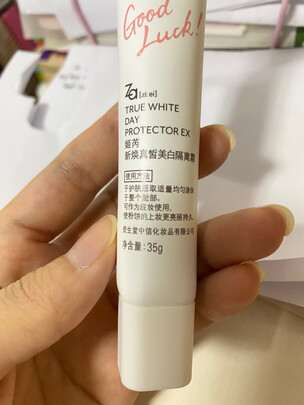 Good
Luck!
Za [zi:ei]
TRUE WHITE
DAY
PROTECTOR EX
姬芮
新焕真皙美白隔离霜
使用方法
于护肤后取适量均匀涂抹
于整个脸部。
可作为底妆使用，
使粉饼的上妆更亮丽持久。
资生堂中信化妆品有限公司
净含量:35g